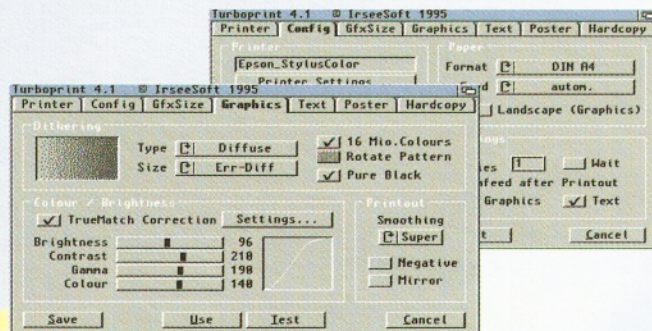 Turboprint 4.1 © IrseeSoft 1995
Printer Config GfxSize Graphics Text Poster Hardcopy
Printer
Epson_StylusColor
Printer Settings
Paper
Format DIN A4
autom.
Landscape (Graphics)
1 Wait
after Printout
Graphics Text
Cancel
Turboprint 4.1 © IrseeSoft 1995
Printer Config GfxSize Graphics Text Poster Hardcopy
Dithering
Type Diffuse
Size Err-Diff
16 Mio.Colours
Rotate Pattern
Pure Black
Colour / Brightness
TrueMatch Correction Settings...
Brightness 96
Contrast 210
Gamma 190
Colour 140
Printout
Smoothing
Super
Negative
Mirror
Save Use Test Cancel